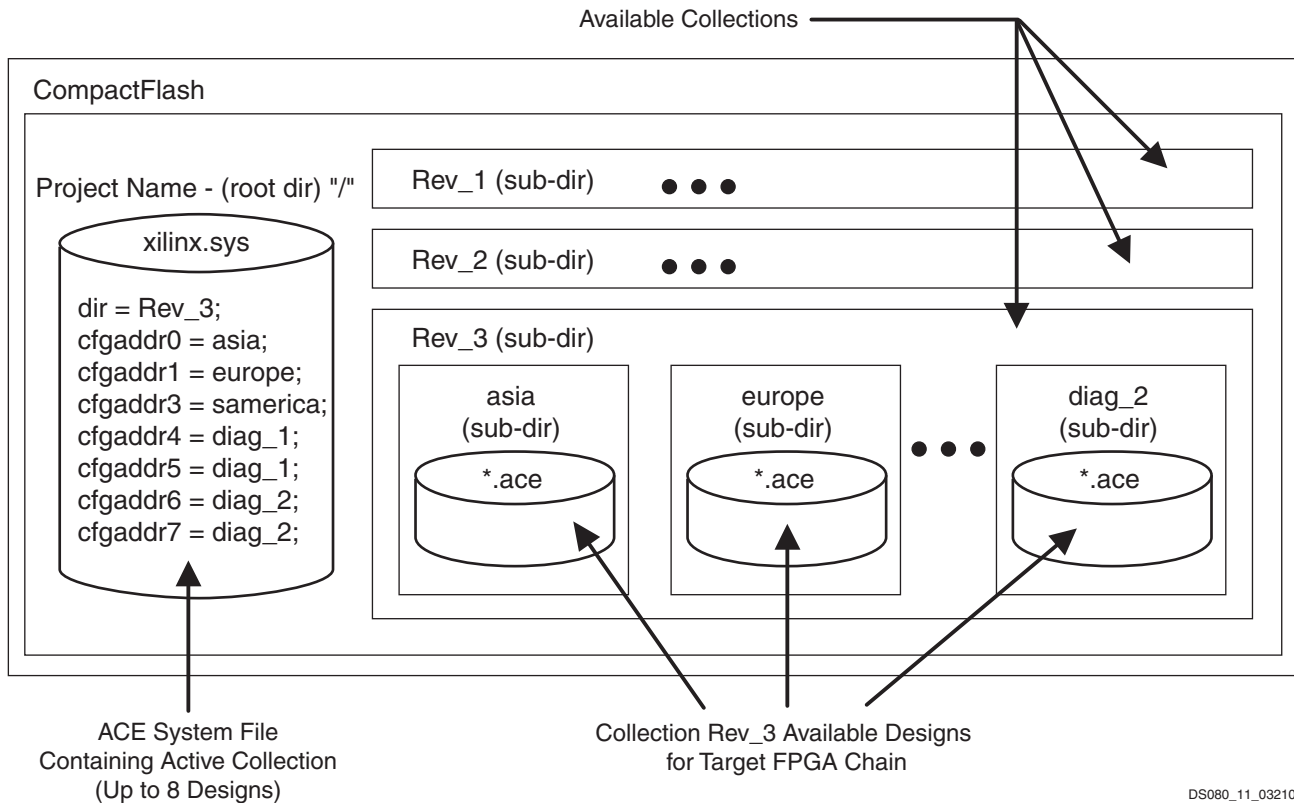 Available Collections
CompactFlash
Project Name - (root dir) "/"
xilinx.sys
dir = Rev_3;
cfgaddr0 = asia;
cfgaddr1 = europe;
cfgaddr3 = samerica;
cfgaddr4 = diag_1;
cfgaddr5 = diag_1;
cfgaddr6 = diag_2;
cfgaddr7 = diag_2;
Rev_1 (sub-dir)
Rev_2 (sub-dir)
Rev_3 (sub-dir)
asia
(sub-dir)
*.ace
europe
(sub-dir)
*.ace
diag_2
(sub-dir)
*.ace
ACE System File
Containing Active Collection
(Up to 8 Designs)
Collection Rev_3 Available Designs
for Target FPGA Chain
DS080_11_03210